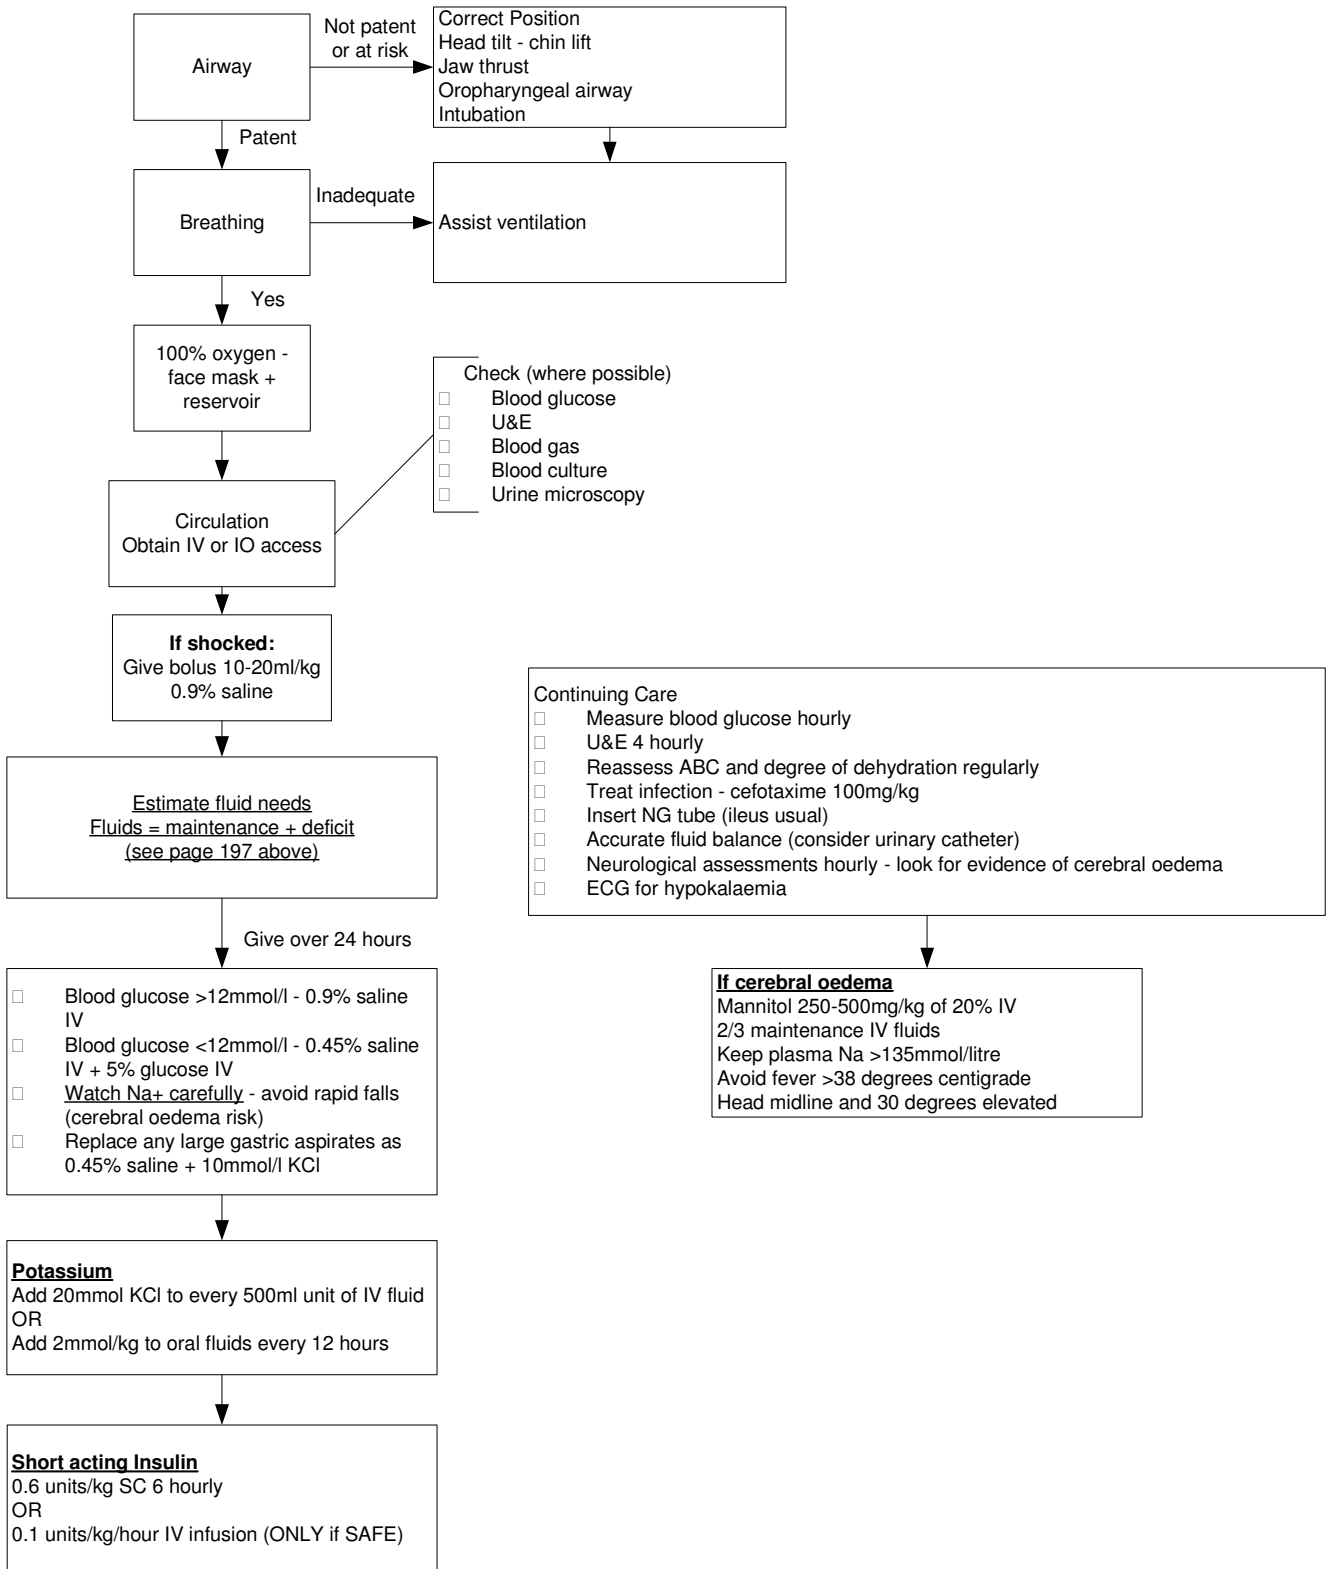 Airway
Not patent
or at risk
Correct Position
Head tilt - chin lift
Jaw thrust
Oropharyngeal airway
Intubation
Patent
Breathing
Inadequate
Assist ventilation
Yes
100% oxygen -
face mask +
reservoir
Check (where possible)
Blood glucose
U&E
Blood gas
Blood culture
Urine microscopy
Circulation
Obtain IV or IO access
If shocked:
Give bolus 10-20ml/kg
0.9% saline
Estimate fluid needs
Fluids = maintenance + deficit
(see page 197 above)
Give over 24 hours
Blood glucose >12mmol/l - 0.9% saline
IV
Blood glucose <12mmol/l - 0.45% saline
IV + 5% glucose IV
Watch Na+ carefully - avoid rapid falls
(cerebral oedema risk)
Replace any large gastric aspirates as
0.45% saline + 10mmol/l KCl
Potassium
Add 20mmol KCl to every 500ml unit of IV fluid
OR
Add 2mmol/kg to oral fluids every 12 hours
Short acting Insulin
0.6 units/kg SC 6 hourly
OR
0.1 units/kg/hour IV infusion (ONLY if SAFE)
Continuing Care
Measure blood glucose hourly
U&E 4 hourly
Reassess ABC and degree of dehydration regularly
Treat infection - cefotaxime 100mg/kg
Insert NG tube (ileus usual)
Accurate fluid balance (consider urinary catheter)
Neurological assessments hourly - look for evidence of cerebral oedema
ECG for hypokalaemia
If cerebral oedema
Mannitol 250-500mg/kg of 20% IV
2/3 maintenance IV fluids
Keep plasma Na >135mmol/litre
Avoid fever >38 degrees centigrade
Head midline and 30 degrees elevated